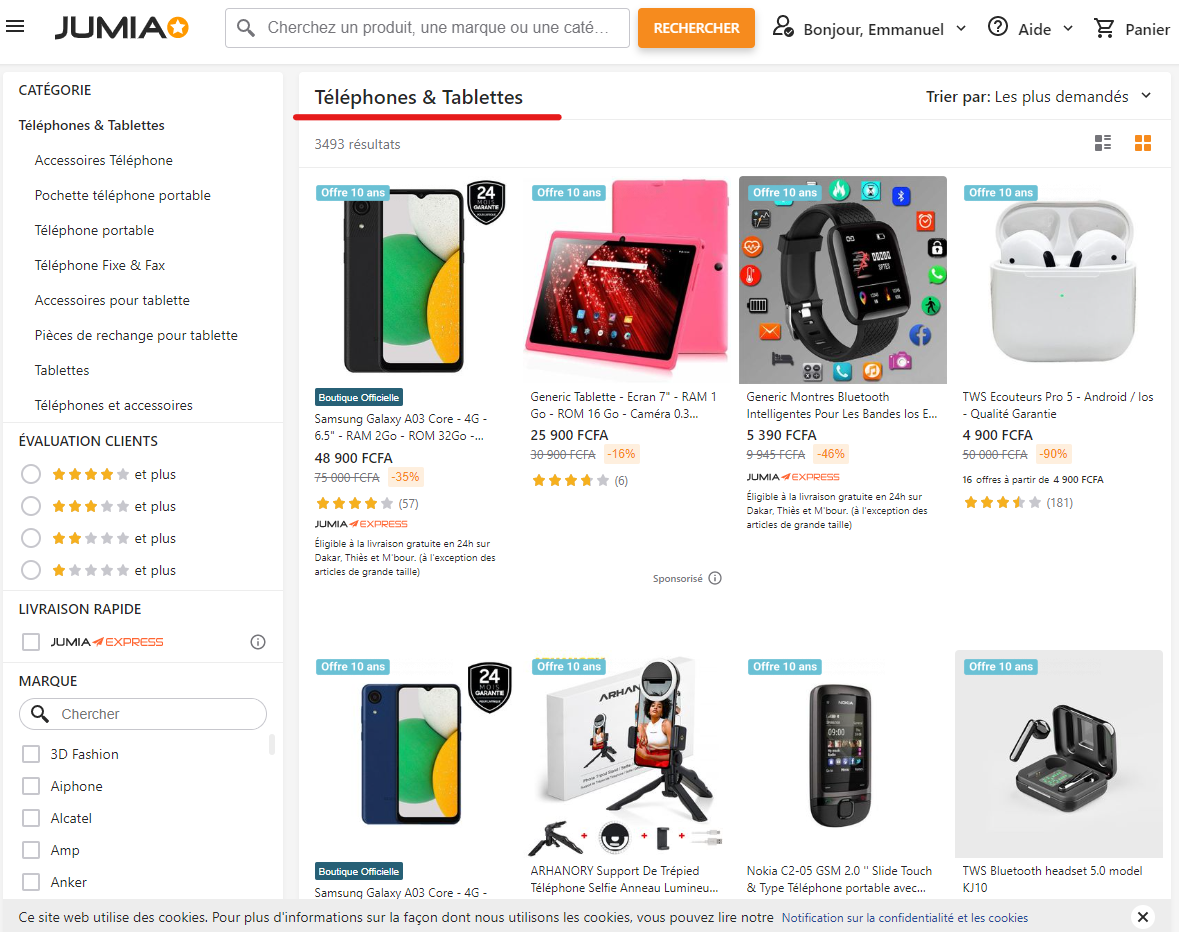 JUMIA
Cherchez un produit, une marque ou une caté…
RECHERCHER
Bonjour, Emmanuel
Aide
Panier
CATÉGORIE
Téléphones & Tablettes
Accessoires Téléphone
Pochette téléphone portable
Téléphone portable
Téléphone Fixe & Fax
Accessoires pour tablette
Pièces de rechange pour tablette
Tablettes
Téléphones et accessoires
ÉVALUATION CLIENTS
et plus
et plus
et plus
et plus
LIVRAISON RAPIDE
JUMIA EXPRESS
MARQUE
Chercher
3D Fashion
Aiphone
Alcatel
Amp
Anker
Téléphones & Tablettes
Trier par: Les plus demandés
3493 résultats
Offre 10 ans
24
MOIS
GARANTIE
Boutique Officielle
Samsung Galaxy A03 Core - 4G -
6.5" - RAM 2Go - ROM 32Go -...
48 900 FCFA
75 000 FCFA -35%
(57)
JUMIA EXPRESS
Éligible à la livraison gratuite en 24h sur
Dakar, Thiès et M'bour. (à l'exception des
articles de grande taille)
Offre 10 ans
Generic Tablette - Ecran 7" - RAM 1
Go - ROM 16 Go - Caméra 0.3...
25 900 FCFA
30 900 FCFA -16%
(6)
Sponsorisé
Offre 10 ans
Generic Montres Bluetooth
Intelligentes Pour Les Bandes Ios E...
5 390 FCFA
9 945 FCFA -46%
JUMIA EXPRESS
Éligible à la livraison gratuite en 24h sur
Dakar, Thiès et M'bour. (à l'exception des
articles de grande taille)
Offre 10 ans
TWS Ecouteurs Pro 5 - Android / Ios
- Qualité Garantie
4 900 FCFA
50 000 FCFA -90%
16 offres à partir de 4 900 FCFA
(181)
Offre 10 ans
24
MOIS
GARANTIE
Boutique Officielle
Samsung Galaxy A03 Core - 4G -
Offre 10 ans
ARHANORY Support De Trépied
Téléphone Selfie Anneau Lumineu...
Offre 10 ans
NOKIA
09:00
Nokia C2-05 GSM 2.0 '' Slide Touch
& Type Téléphone portable avec...
Offre 10 ans
TWS Bluetooth headset 5.0 model
KJ10
Ce site web utilise des cookies. Pour plus d'informations sur la façon dont nous utilisons les cookies, vous pouvez lire notre Notification sur la confidentialité et les cookies